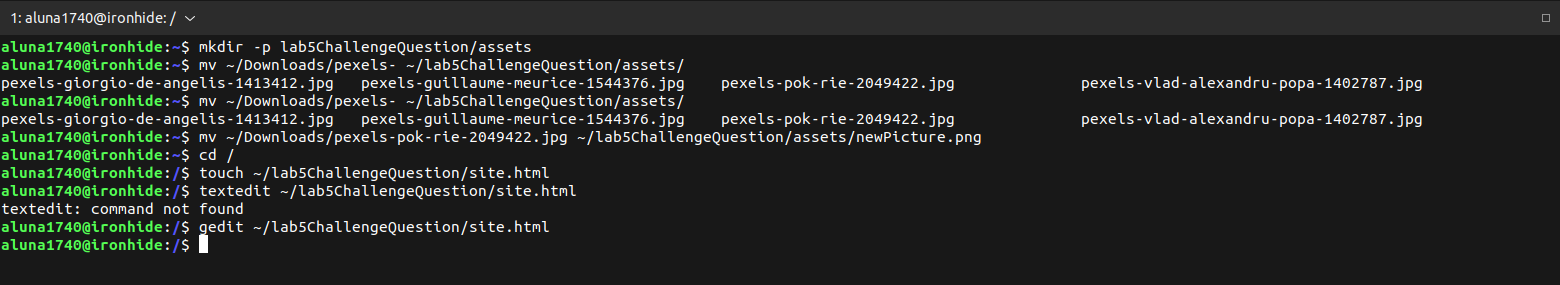 1: aluna1740@ironhide: /
aluna1740@ironhide:~$ mkdir -p lab5ChallengeQuestion/assets
aluna1740@ironhide:~$ mv ~/Downloads/pexels- ~/lab5ChallengeQuestion/assets/
pexels-giorgio-de-angelis-1413412.jpg   pexels-guillaume-meurice-1544376.jpg    pexels-pok-rie-2049422.jpg              pexels-vlad-alexandru-popa-1402787.jpg
aluna1740@ironhide:~$ mv ~/Downloads/pexels- ~/lab5ChallengeQuestion/assets/
pexels-giorgio-de-angelis-1413412.jpg   pexels-guillaume-meurice-1544376.jpg    pexels-pok-rie-2049422.jpg              pexels-vlad-alexandru-popa-1402787.jpg
aluna1740@ironhide:~$ mv ~/Downloads/pexels-pok-rie-2049422.jpg ~/lab5ChallengeQuestion/assets/newPicture.png
aluna1740@ironhide:~$ cd /
aluna1740@ironhide:/$ touch ~/lab5ChallengeQuestion/site.html
aluna1740@ironhide:/$ textedit ~/lab5ChallengeQuestion/site.html
textedit: command not found
aluna1740@ironhide:/$ gedit ~/lab5ChallengeQuestion/site.html
aluna1740@ironhide:/$